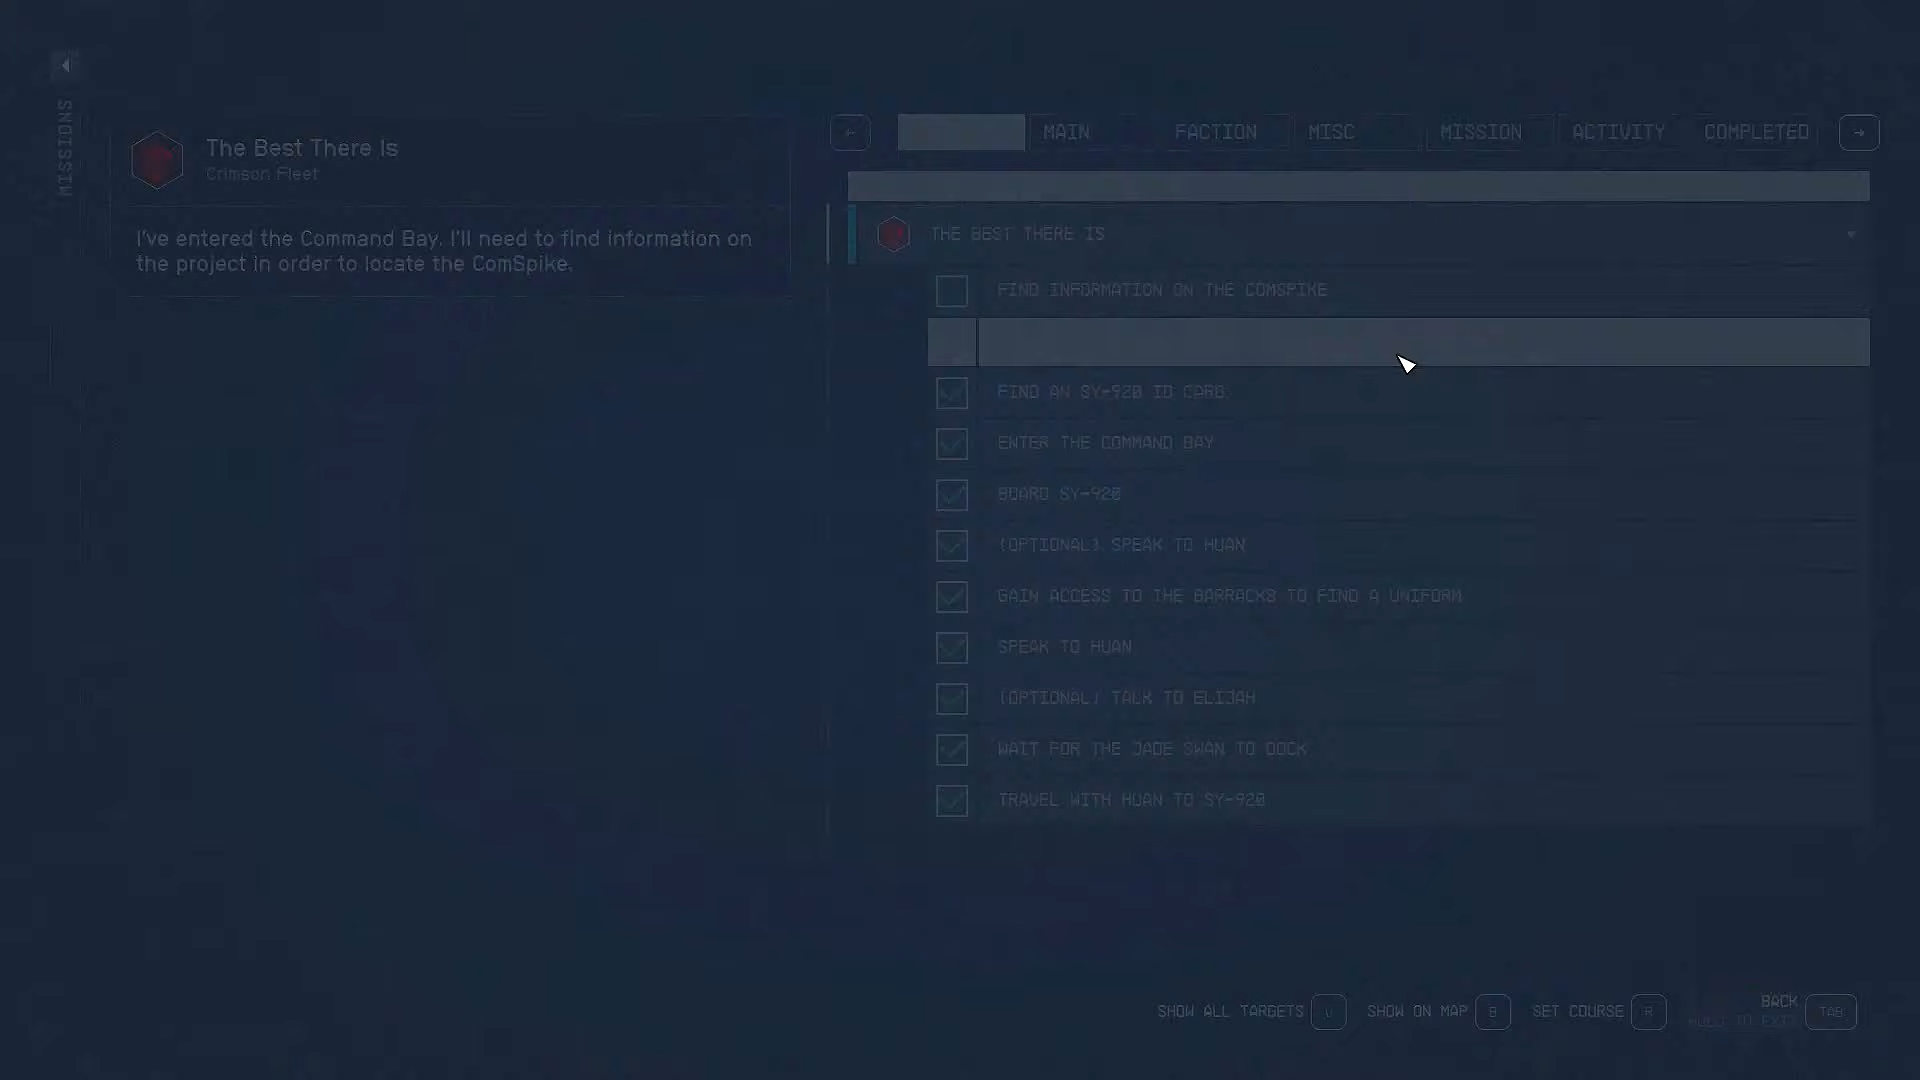 MISSIONS
The Best There Is
Crimson Fleet
I've entered the Command Bay. I'll need to find information on
the project in order to locate the ComSpike.
MAIN
FACTION
MISC
MISSION
ACTIVITY
COMPLETED
THE BEST THERE IS
FIND INFORMATION ON THE COMSPIKE
FIND AN SY-920 ID CARD
ENTER THE COMMAND BAY
BOARD SY-920
(OPTIONAL) SPEAK TO HUAN
GAIN ACCESS TO THE BARRACKS TO FIND A UNIFORM
SPEAK TO HUAN
(OPTIONAL) TALK TO ELIJAH
WAIT FOR THE JADE SWAN TO DOCK
TRAVEL WITH HUAN TO SY-920
SHOW ALL TARGETS
SHOW ON MAP
SET COURSE R
BACK TAB
HOLD TO EXIT